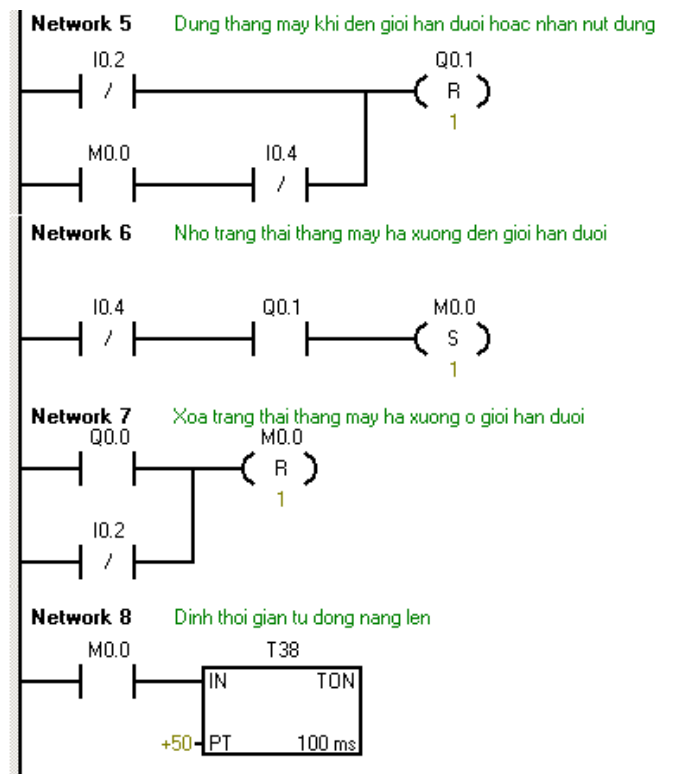 Network 5 Dung thang may khi den gioi han duoi hoac nhan nut dung
I0.2 Q0.1
/ R
1
M0.0 I0.4
/
Network 6 Nho trang thai thang may ha xuong den gioi han duoi
I0.4 Q0.1 M0.0
/ S
1
Network 7 Xoa trang thai thang may ha xuong o gioi han duoi
Q0.0 M0.0
R
1
I0.2
/
Network 8 Dinh thoi gian tu dong nang len
M0.0 T38
IN TON
+50 PT 100 ms